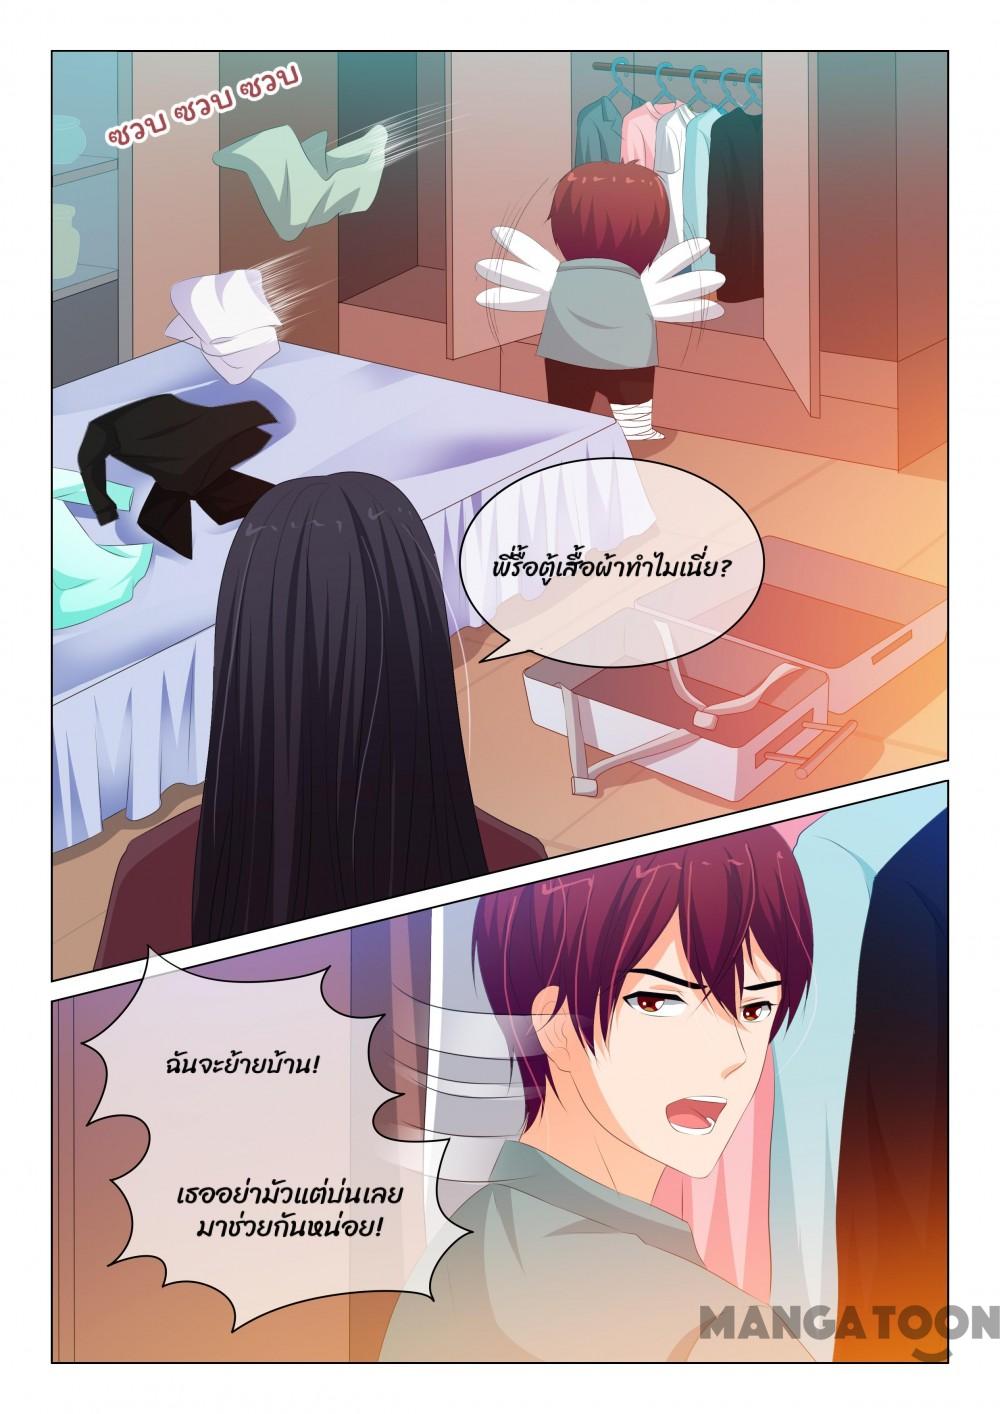 ซวบ ซวบ ซวบ
พี่รื้อตู้เสื้อผ้าทำไมเนี่ย?
ฉันจะย้ายบ้าน!
เธออย่ามัวแต่บ่นเลย
มาช่วยกันหน่อย!
MANGATOON